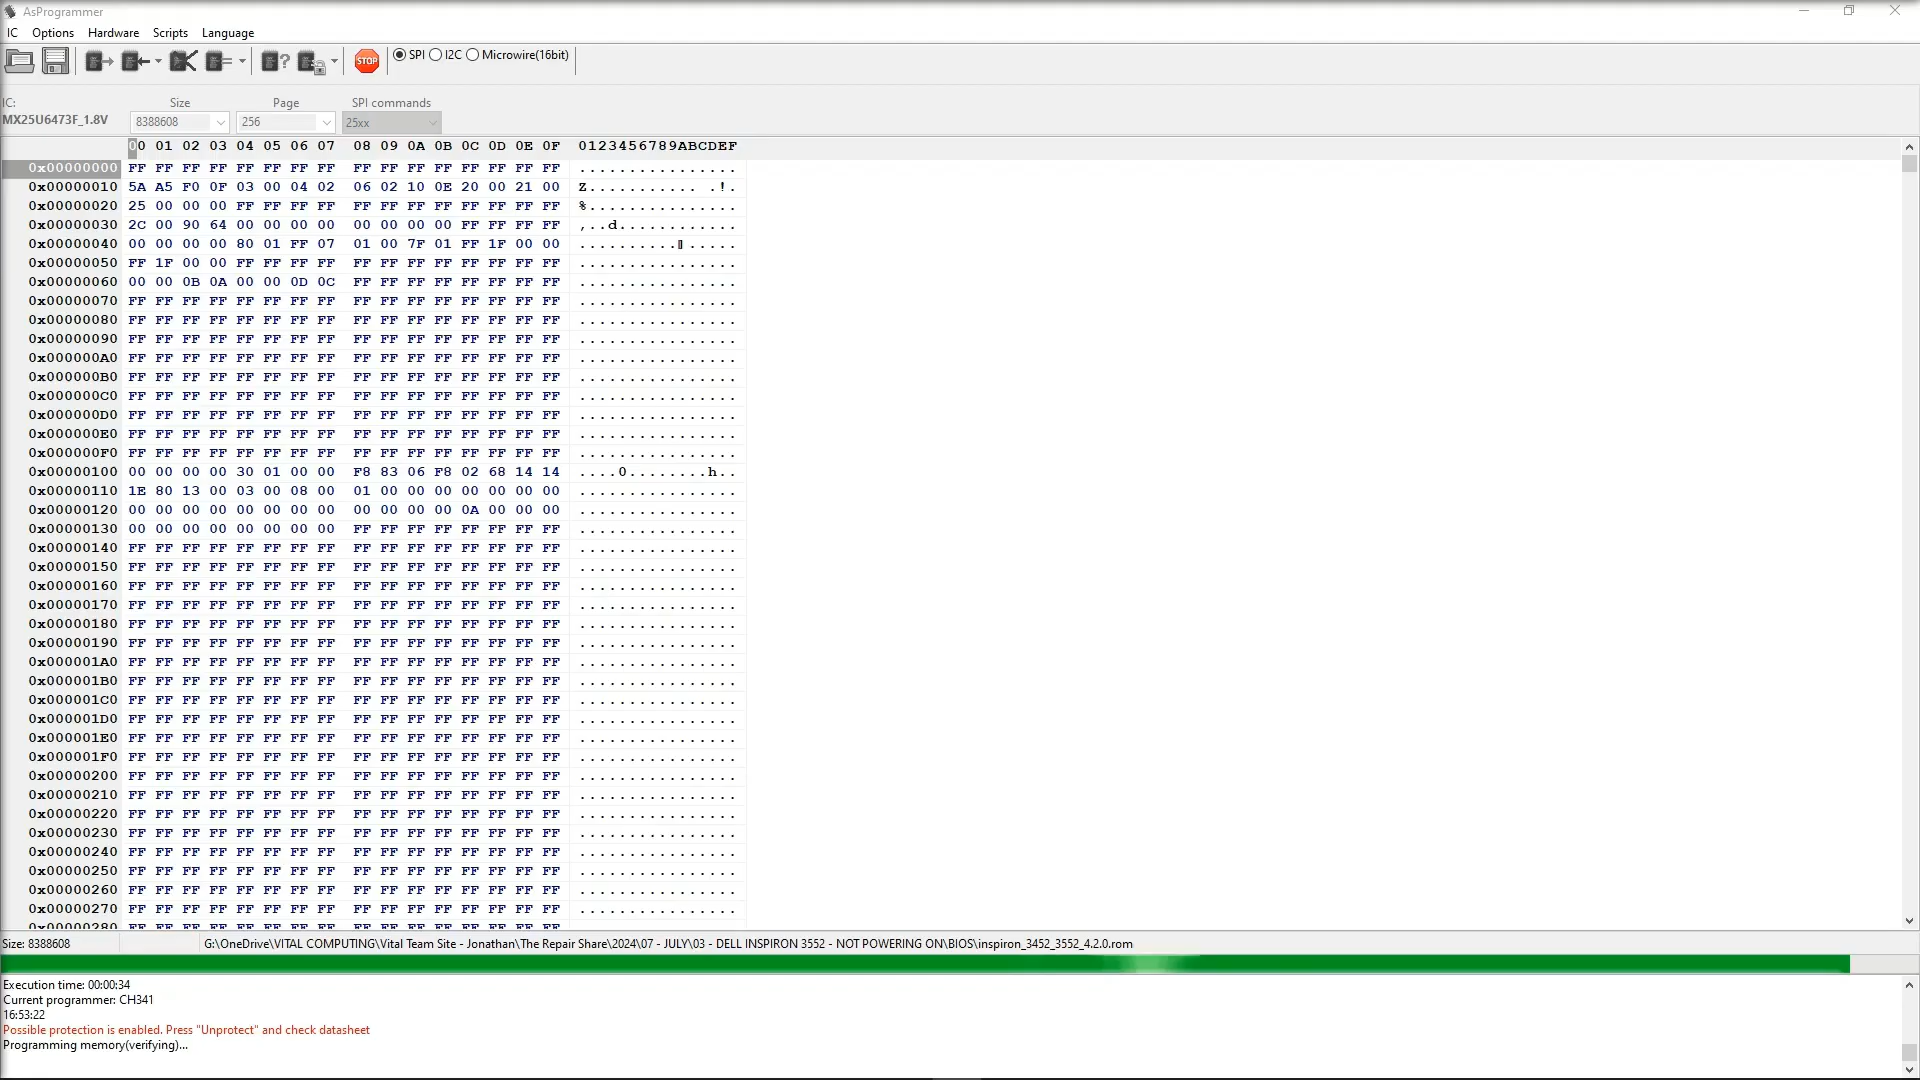 AsProgrammer
IC Options Hardware Scripts Language
STOP SPI I2C Microwire(16bit)
IC: Size Page SPI commands
MX25U6473F_1.8V 8388608 256 25xx
00 01 02 03 04 05 06 07 08 09 0A 0B 0C 0D 0E 0F 0123456789ABCDEF
0x00000000 FF FF FF FF FF FF FF FF FF FF FF FF FF FF FF FF ................
0x00000010 5A A5 F0 0F 03 00 04 02 06 02 10 0E 20 00 21 00 Z........... .!.
0x00000020 25 00 00 00 FF FF FF FF FF FF FF FF FF FF FF FF %...............
0x00000030 2C 00 90 64 00 00 00 00 00 00 00 00 FF FF FF FF ,..d............
0x00000040 00 00 00 00 80 01 FF 07 01 00 7F 01 FF 1F 00 00 ..........▯.....
0x00000050 FF 1F 00 00 FF FF FF FF FF FF FF FF FF FF FF FF ................
0x00000060 00 00 0B 0A 00 00 0D 0C FF FF FF FF FF FF FF FF ................
0x00000070 FF FF FF FF FF FF FF FF FF FF FF FF FF FF FF FF ................
0x00000080 FF FF FF FF FF FF FF FF FF FF FF FF FF FF FF FF ................
0x00000090 FF FF FF FF FF FF FF FF FF FF FF FF FF FF FF FF ................
0x000000A0 FF FF FF FF FF FF FF FF FF FF FF FF FF FF FF FF ................
0x000000B0 FF FF FF FF FF FF FF FF FF FF FF FF FF FF FF FF ................
0x000000C0 FF FF FF FF FF FF FF FF FF FF FF FF FF FF FF FF ................
0x000000D0 FF FF FF FF FF FF FF FF FF FF FF FF FF FF FF FF ................
0x000000E0 FF FF FF FF FF FF FF FF FF FF FF FF FF FF FF FF ................
0x000000F0 FF FF FF FF FF FF FF FF FF FF FF FF FF FF FF FF ................
0x00000100 00 00 00 00 30 01 00 00 F8 83 06 F8 02 68 14 14 ....0........h..
0x00000110 1E 80 13 00 03 00 08 00 01 00 00 00 00 00 00 00 ................
0x00000120 00 00 00 00 00 00 00 00 00 00 00 00 0A 00 00 00 ................
0x00000130 00 00 00 00 00 00 00 00 FF FF FF FF FF FF FF FF ................
0x00000140 FF FF FF FF FF FF FF FF FF FF FF FF FF FF FF FF ................
0x00000150 FF FF FF FF FF FF FF FF FF FF FF FF FF FF FF FF ................
0x00000160 FF FF FF FF FF FF FF FF FF FF FF FF FF FF FF FF ................
0x00000170 FF FF FF FF FF FF FF FF FF FF FF FF FF FF FF FF ................
0x00000180 FF FF FF FF FF FF FF FF FF FF FF FF FF FF FF FF ................
0x00000190 FF FF FF FF FF FF FF FF FF FF FF FF FF FF FF FF ................
0x000001A0 FF FF FF FF FF FF FF FF FF FF FF FF FF FF FF FF ................
0x000001B0 FF FF FF FF FF FF FF FF FF FF FF FF FF FF FF FF ................
0x000001C0 FF FF FF FF FF FF FF FF FF FF FF FF FF FF FF FF ................
0x000001D0 FF FF FF FF FF FF FF FF FF FF FF FF FF FF FF FF ................
0x000001E0 FF FF FF FF FF FF FF FF FF FF FF FF FF FF FF FF ................
0x000001F0 FF FF FF FF FF FF FF FF FF FF FF FF FF FF FF FF ................
0x00000200 FF FF FF FF FF FF FF FF FF FF FF FF FF FF FF FF ................
0x00000210 FF FF FF FF FF FF FF FF FF FF FF FF FF FF FF FF ................
0x00000220 FF FF FF FF FF FF FF FF FF FF FF FF FF FF FF FF ................
0x00000230 FF FF FF FF FF FF FF FF FF FF FF FF FF FF FF FF ................
0x00000240 FF FF FF FF FF FF FF FF FF FF FF FF FF FF FF FF ................
0x00000250 FF FF FF FF FF FF FF FF FF FF FF FF FF FF FF FF ................
0x00000260 FF FF FF FF FF FF FF FF FF FF FF FF FF FF FF FF ................
0x00000270 FF FF FF FF FF FF FF FF FF FF FF FF FF FF FF FF ................
0x00000280 FF FF FF FF FF FF FF FF FF FF FF FF FF FF FF FF
Size: 8388608 G:\OneDrive\VITAL COMPUTING\Vital Team Site - Jonathan\The Repair Share\2024\07 - JULY\03 - DELL INSPIRON 3552 - NOT POWERING ON\BIOS\inspiron_3452_3552_4.2.0.rom
Execution time: 00:00:34
Current programmer: CH341
16:53:22
Possible protection is enabled. Press "Unprotect" and check datasheet
Programming memory(verifying)...